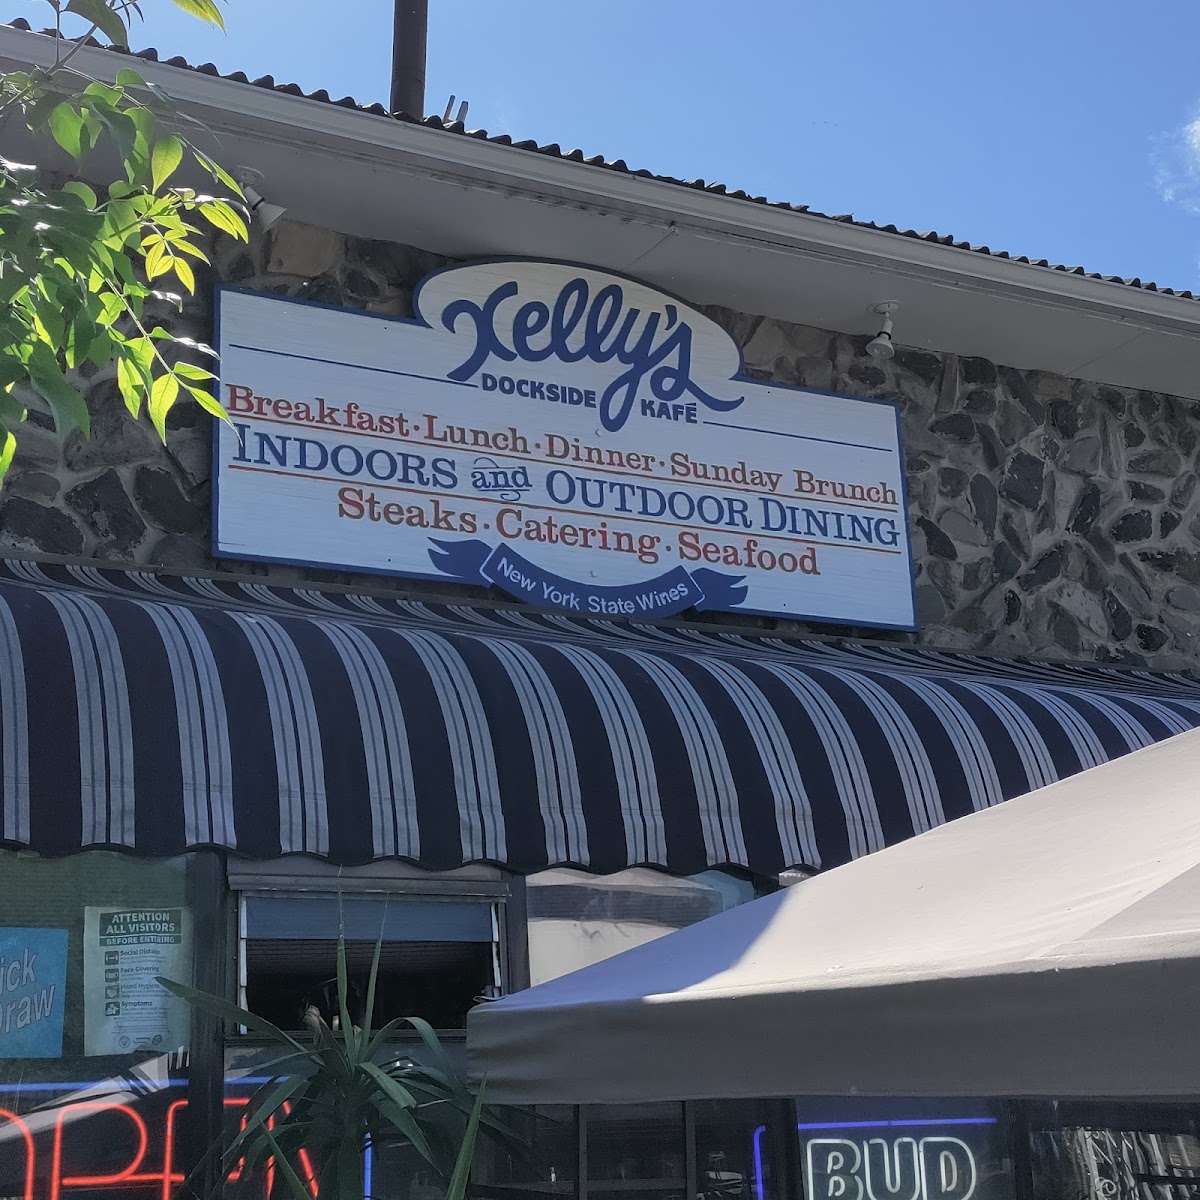 Kelly's
DOCKSIDE KAFÉ
Breakfast · Lunch · Dinner · Sunday Brunch
INDOORS and OUTDOOR DINING
Steaks · Catering · Seafood
New York State Wines
ATTENTION
ALL VISITORS
BEFORE ENTERING
Social Distance
Face Covering
Hand Hygiene
Symptoms
ick
Draw
OPEN
BUD